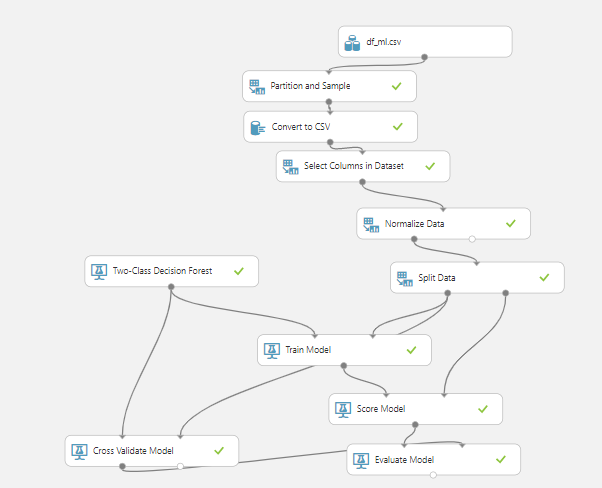 df_ml.csv
Partition and Sample
Convert to CSV
Select Columns in Dataset
Normalize Data
Two-Class Decision Forest
Split Data
Train Model
Score Model
Cross Validate Model
Evaluate Model